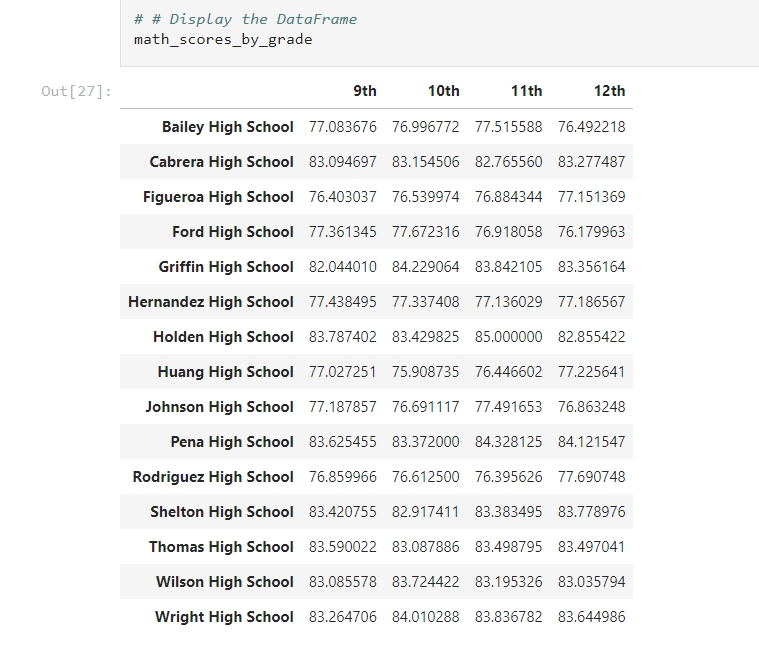 # # Display the DataFrame
math_scores_by_grade
Out[27]:
9th 10th 11th 12th
Bailey High School 77.083676 76.996772 77.515588 76.492218
Cabrera High School 83.094697 83.154506 82.765560 83.277487
Figueroa High School 76.403037 76.539974 76.884344 77.151369
Ford High School 77.361345 77.672316 76.918058 76.179963
Griffin High School 82.044010 84.229064 83.842105 83.356164
Hernandez High School 77.438495 77.337408 77.136029 77.186567
Holden High School 83.787402 83.429825 85.000000 82.855422
Huang High School 77.027251 75.908735 76.446602 77.225641
Johnson High School 77.187857 76.691117 77.491653 76.863248
Pena High School 83.625455 83.372000 84.328125 84.121547
Rodriguez High School 76.859966 76.612500 76.395626 77.690748
Shelton High School 83.420755 82.917411 83.383495 83.778976
Thomas High School 83.590022 83.087886 83.498795 83.497041
Wilson High School 83.085578 83.724422 83.195326 83.035794
Wright High School 83.264706 84.010288 83.836782 83.644986